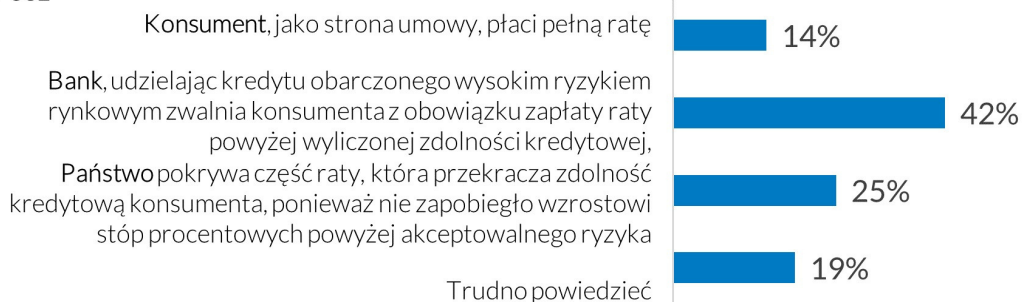 Konsument, jako strona umowy, płaci pełną ratę
14%
Bank, udzielając kredytu obarczonego wysokim ryzykiem
rynkowym zwalnia konsumenta z obowiązku zapłaty raty
powyżej wyliczonej zdolności kredytowej,
42%
Państwo pokrywa część raty, która przekracza zdolność
kredytową konsumenta, ponieważ nie zapobiegło wzrostowi
stóp procentowych powyżej akceptowalnego ryzyka
25%
Trudno powiedzieć
19%